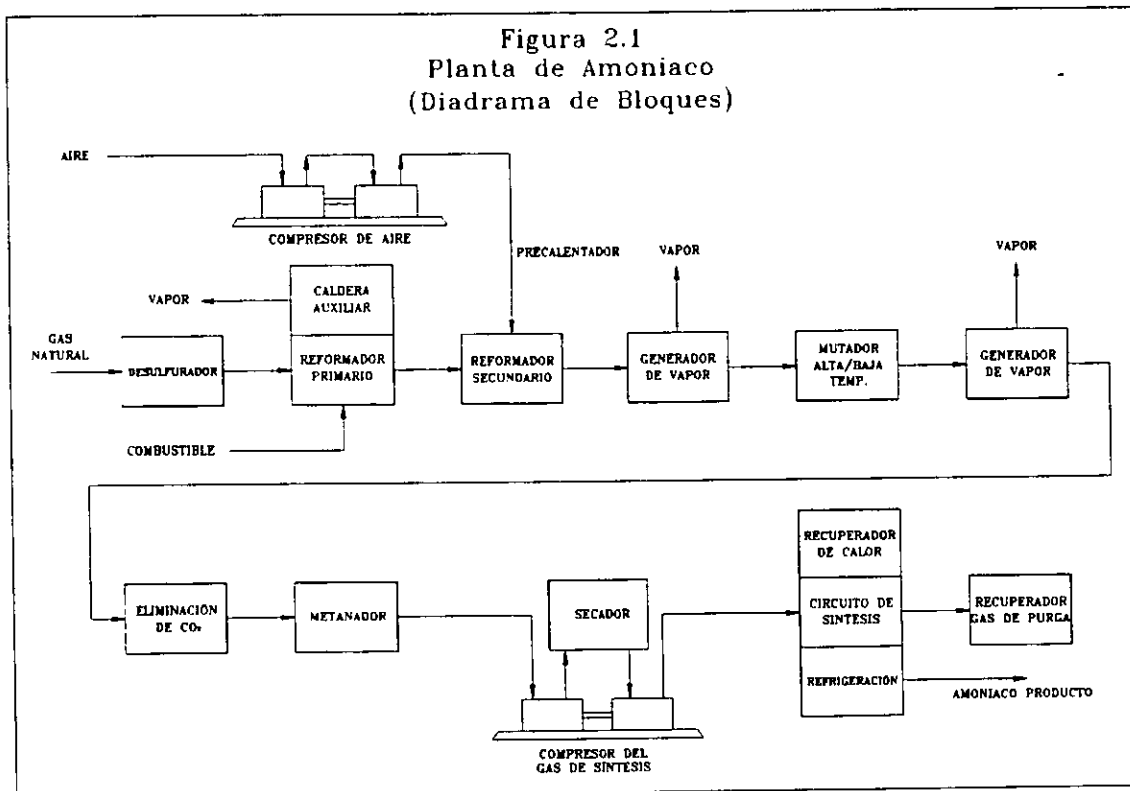 Figura 2.1
Planta de Amoniaco
(Diadrama de Bloques)
AIRE
COMPRESOR DE AIRE
PRECALENTADOR
VAPOR
VAPOR
VAPOR
CALDERA
AUXILIAR
GAS
NATURAL
DESULFURADOR
REFORMADOR
PRIMARIO
REFORMADOR
SECUNDARIO
GENERADOR
DE VAPOR
MUTADOR
ALTA/BAJA
TEMP.
GENERADOR
DE VAPOR
COMBUSTIBLE
ELIMINACIÓN
DE CO₂
METANADOR
SECADOR
COMPRESOR DEL
GAS DE SÍNTESIS
RECUPERADOR
DE CALOR
CIRCUITO DE
SINTESIS
REFRIGERACIÓN
RECUPERADOR
GAS DE PURGA
AMONIACO PRODUCTO